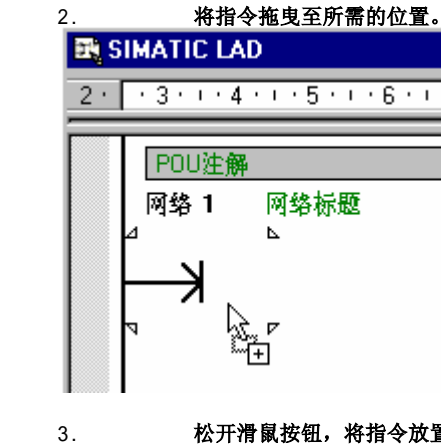 2. 将指令拖曳至所需的位置。
SIMATIC LAD
2 · · 3 · ı · 4 · ı · 5 · ı · 6 · ı
POU注解
网络 1 网络标题
3. 松开滑鼠按钮，将指令放置